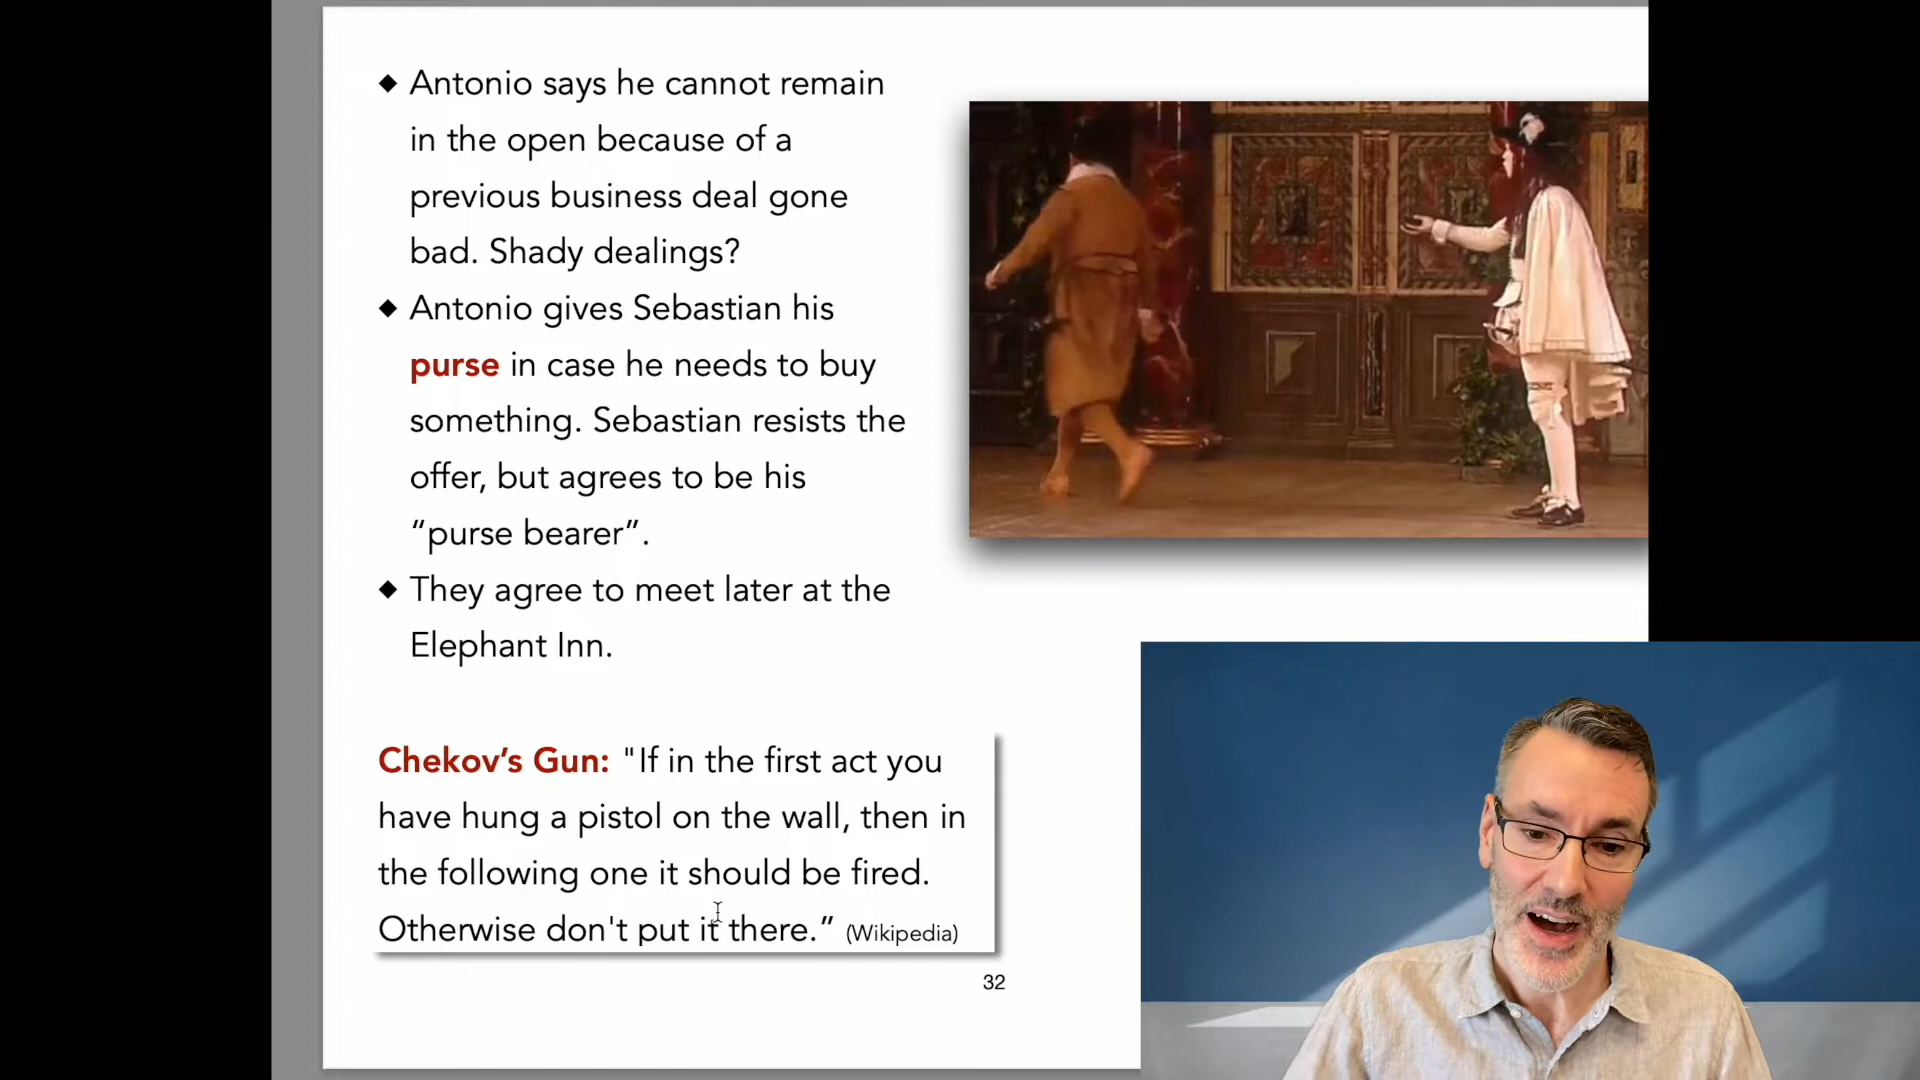 ◆ Antonio says he cannot remain
in the open because of a
previous business deal gone
bad. Shady dealings?
◆ Antonio gives Sebastian his
purse in case he needs to buy
something. Sebastian resists the
offer, but agrees to be his
“purse bearer”.
◆ They agree to meet later at the
Elephant Inn.
Chekov’s Gun: "If in the first act you
have hung a pistol on the wall, then in
the following one it should be fired.
Otherwise don't put it there.” (Wikipedia)
32